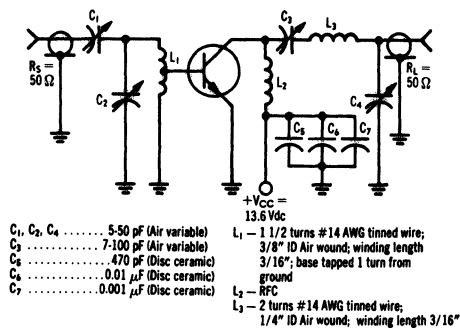 C1
RS =
50 Ω
C2
L1
C3
L3
L2
C5
C6
C7
C4
RL =
50 Ω
+VCC =
13.6 Vdc
C1, C2, C4 ........ 5-50 pF (Air variable)
C3 ............. 7-100 pF (Air variable)
C5 ............. 470 pF (Disc ceramic)
C6 ............. 0.01 μF (Disc ceramic)
C7 ............. 0.001 μF (Disc ceramic)
L1 – 1 1/2 turns #14 AWG tinned wire;
3/8" ID Air wound; winding length
3/16"; base tapped 1 turn from
ground
L2 – RFC
L3 – 2 turns #14 AWG tinned wire;
1/4" ID Air wound; winding length 3/16"